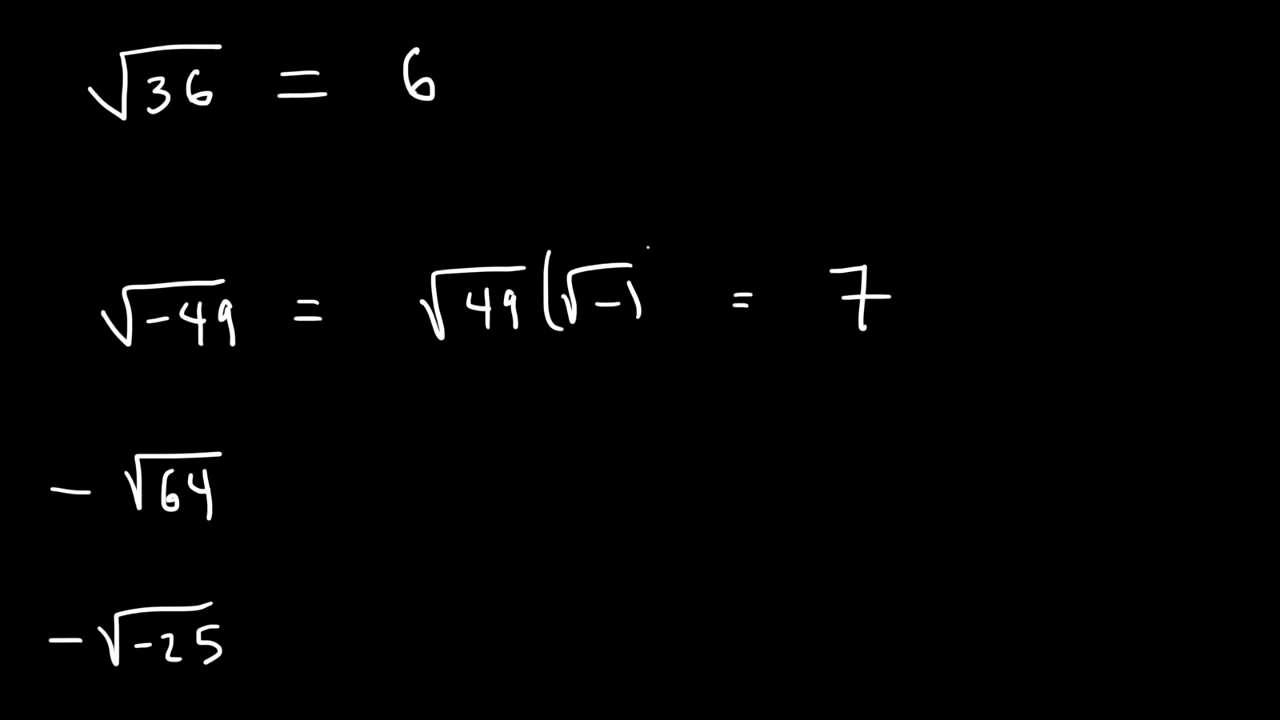 √36 = 6
√-49 = √49 (√-1) = 7
- √64
- √-25